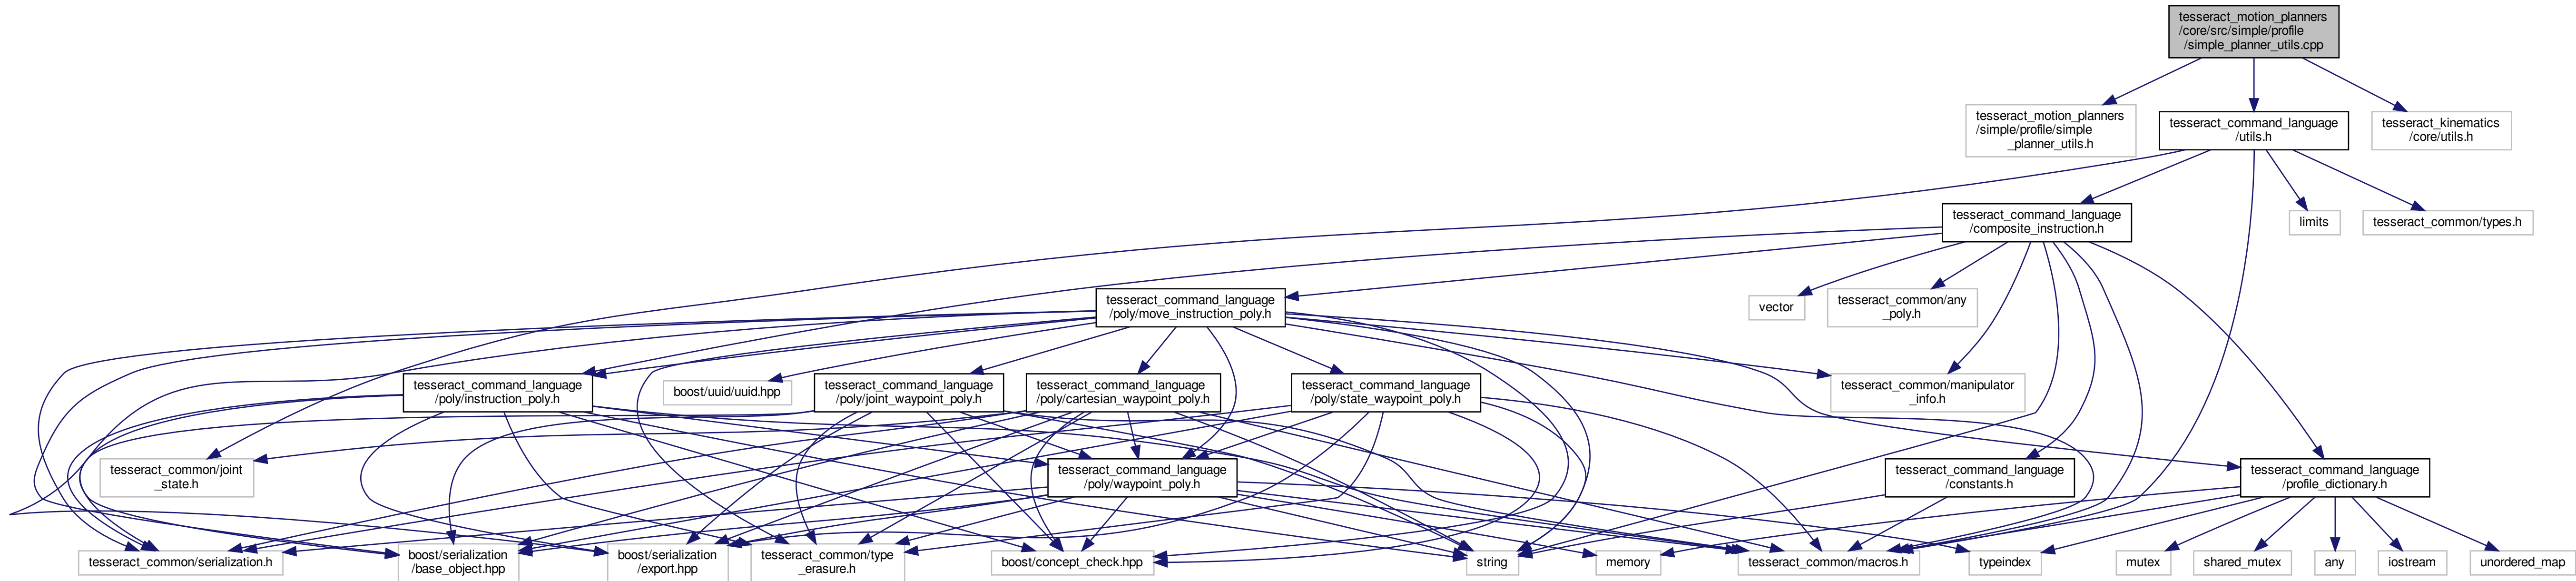 tesseract_motion_planners
/core/src/simple/profile
/simple_planner_utils.cpp
tesseract_motion_planners
/simple/profile/simple
_planner_utils.h
tesseract_command_language
/utils.h
tesseract_kinematics
/core/utils.h
tesseract_command_language
/composite_instruction.h
limits
tesseract_common/types.h
tesseract_command_language
/poly/move_instruction_poly.h
vector
tesseract_common/any
_poly.h
tesseract_command_language
/poly/instruction_poly.h
boost/uuid/uuid.hpp
tesseract_command_language
/poly/joint_waypoint_poly.h
tesseract_command_language
/poly/cartesian_waypoint_poly.h
tesseract_command_language
/poly/state_waypoint_poly.h
tesseract_common/manipulator
_info.h
tesseract_common/joint
_state.h
tesseract_command_language
/poly/waypoint_poly.h
tesseract_command_language
/constants.h
tesseract_command_language
/profile_dictionary.h
tesseract_common/serialization.h
boost/serialization
/base_object.hpp
boost/serialization
/export.hpp
tesseract_common/type
_erasure.h
boost/concept_check.hpp
string
memory
tesseract_common/macros.h
typeindex
mutex
shared_mutex
any
iostream
unordered_map